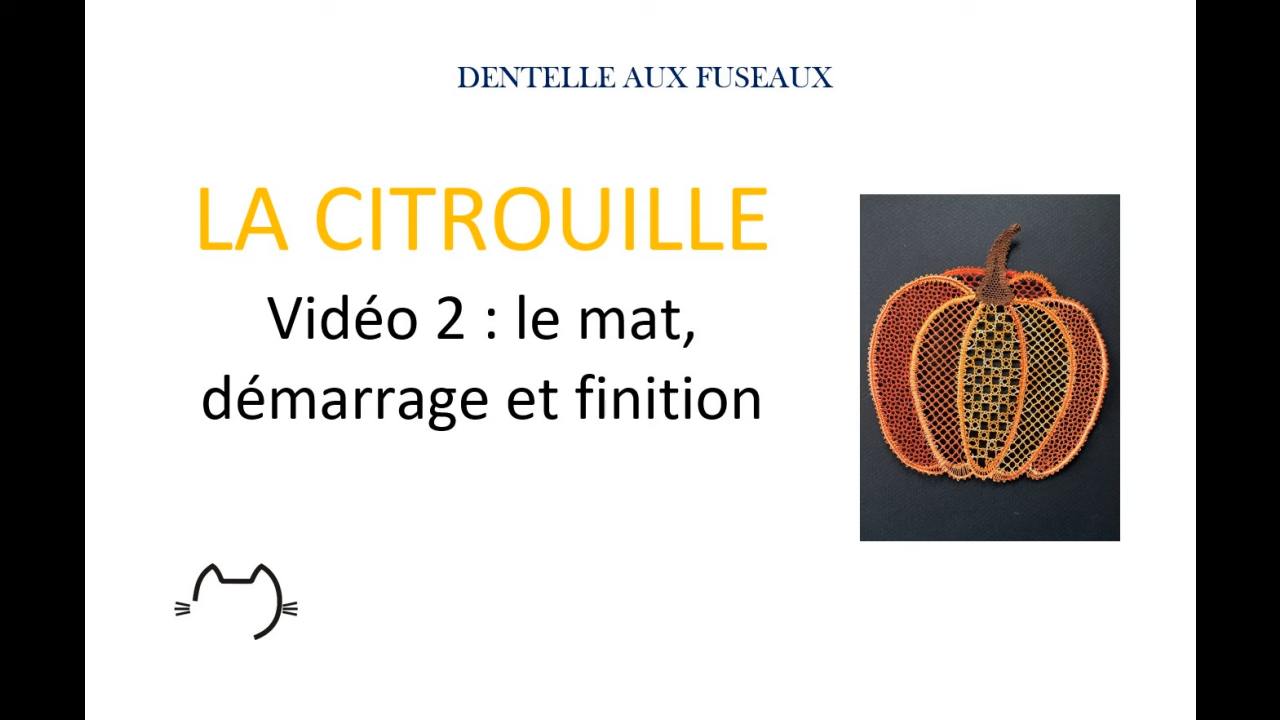 DENTELLE AUX FUSEAUX
LA CITROUILLE
Vidéo 2 : le mat,
démarrage et finition